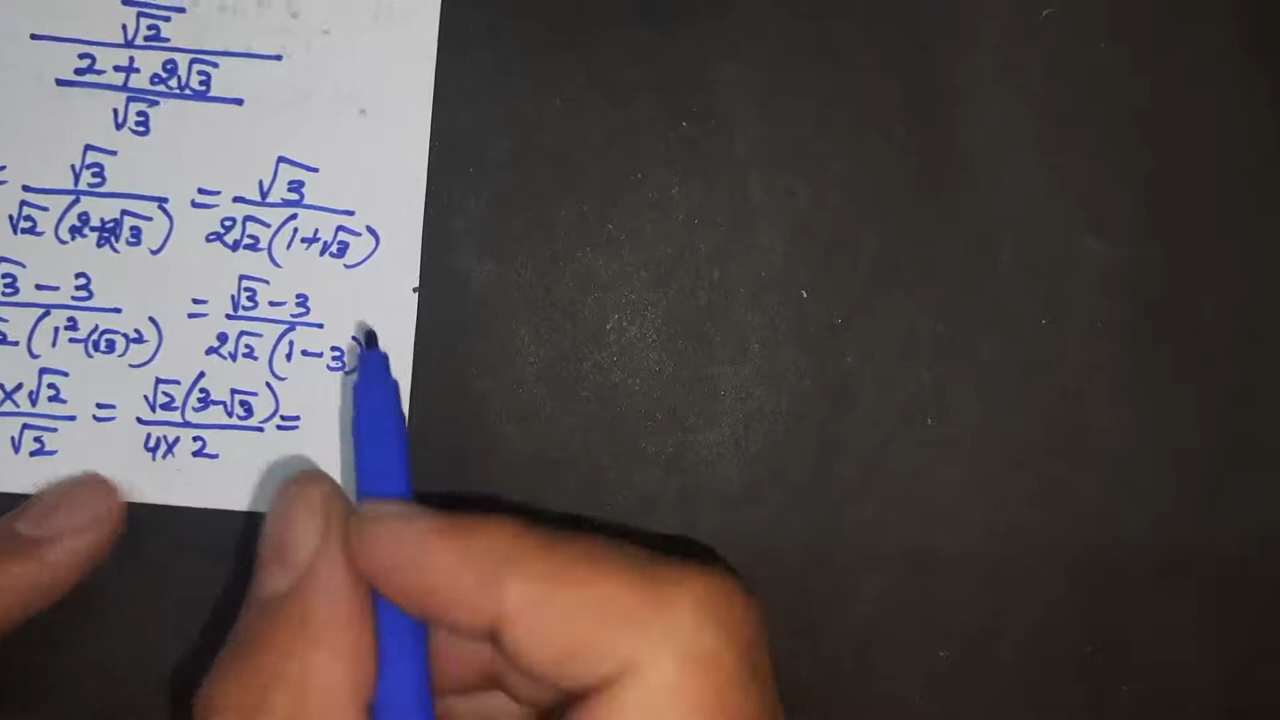 √2
2 + 2√3
√3
= √3 / √2 (2+2√3) = √3 / 2√2 (1+√3)
√3 - 3 / (1²-(√3)²) = √3 - 3 / 2√2 (1-3)
× √2 / √2 = √2 (3-√3) / 4×2 =